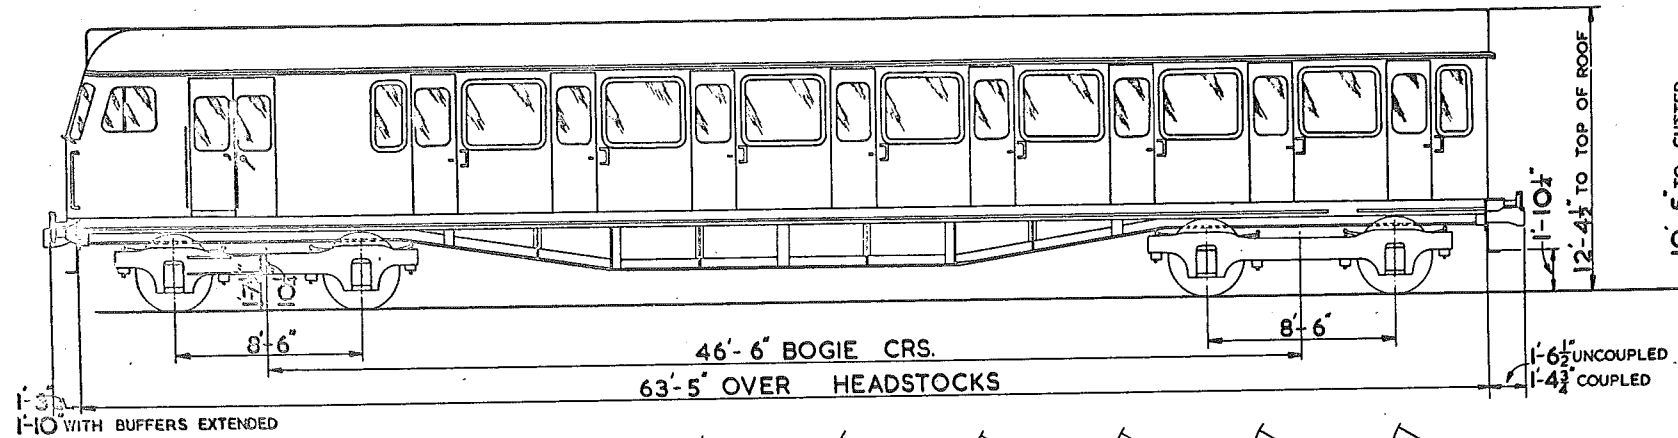 12'-4½" TO TOP OF ROOF
1'-10¼"
8'-6"
8'-6"
46'-6" BOGIE CRS.
63'-5" OVER HEADSTOCKS
1'-6½" UNCOUPLED
1'-4¾" COUPLED
1'-10" WITH BUFFERS EXTENDED